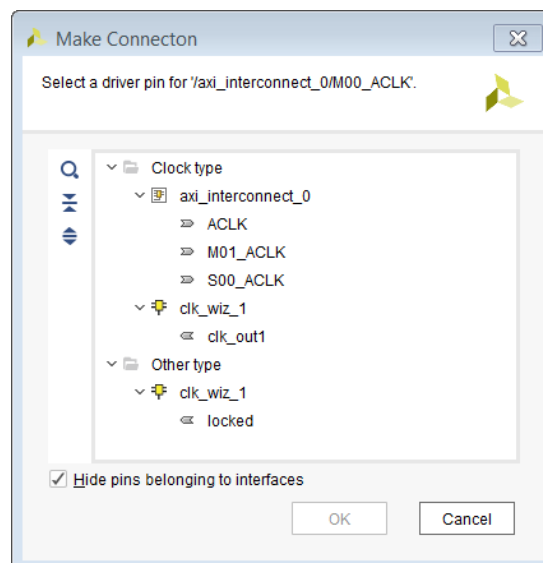 Make Connecton
Select a driver pin for '/axi_interconnect_0/M00_ACLK'.
Clock type
axi_interconnect_0
ACLK
M01_ACLK
S00_ACLK
clk_wiz_1
clk_out1
Other type
clk_wiz_1
locked
Hide pins belonging to interfaces
OK Cancel